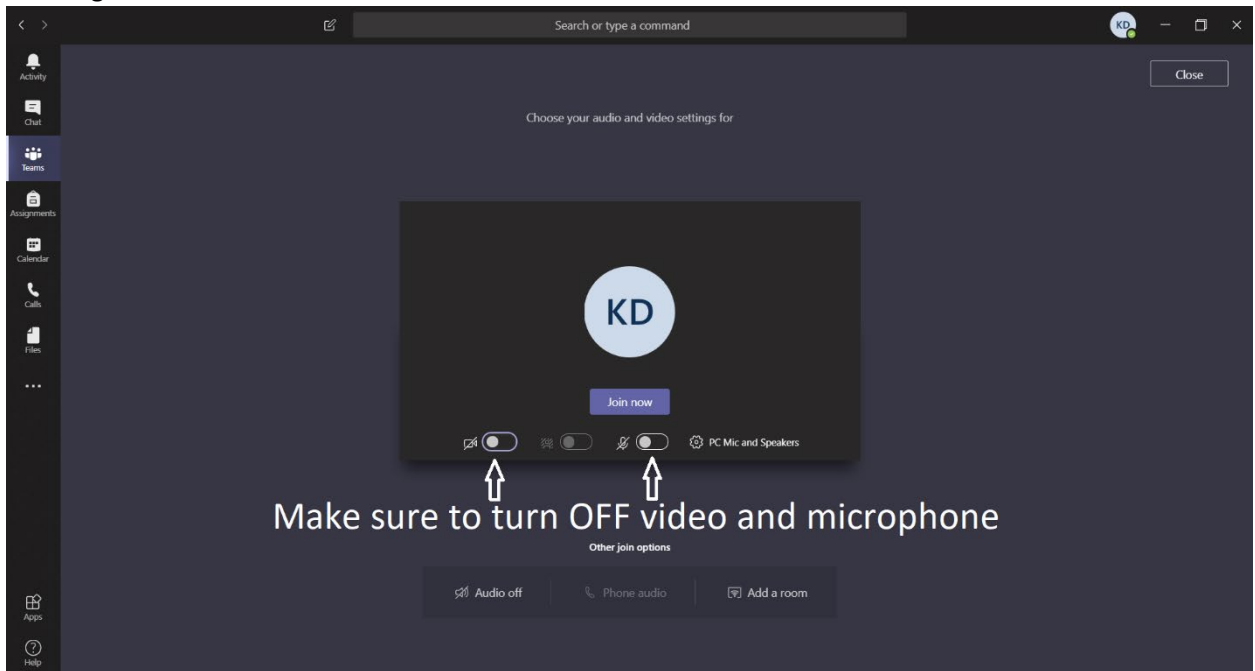 Search or type a command
KD
Activity
Chat
Teams
Assignments
Calendar
Calls
Files
Apps
Help
Close
Choose your audio and video settings for
KD
Join now
PC Mic and Speakers
Make sure to turn OFF video and microphone
Other join options
Audio off
Phone audio
Add a room